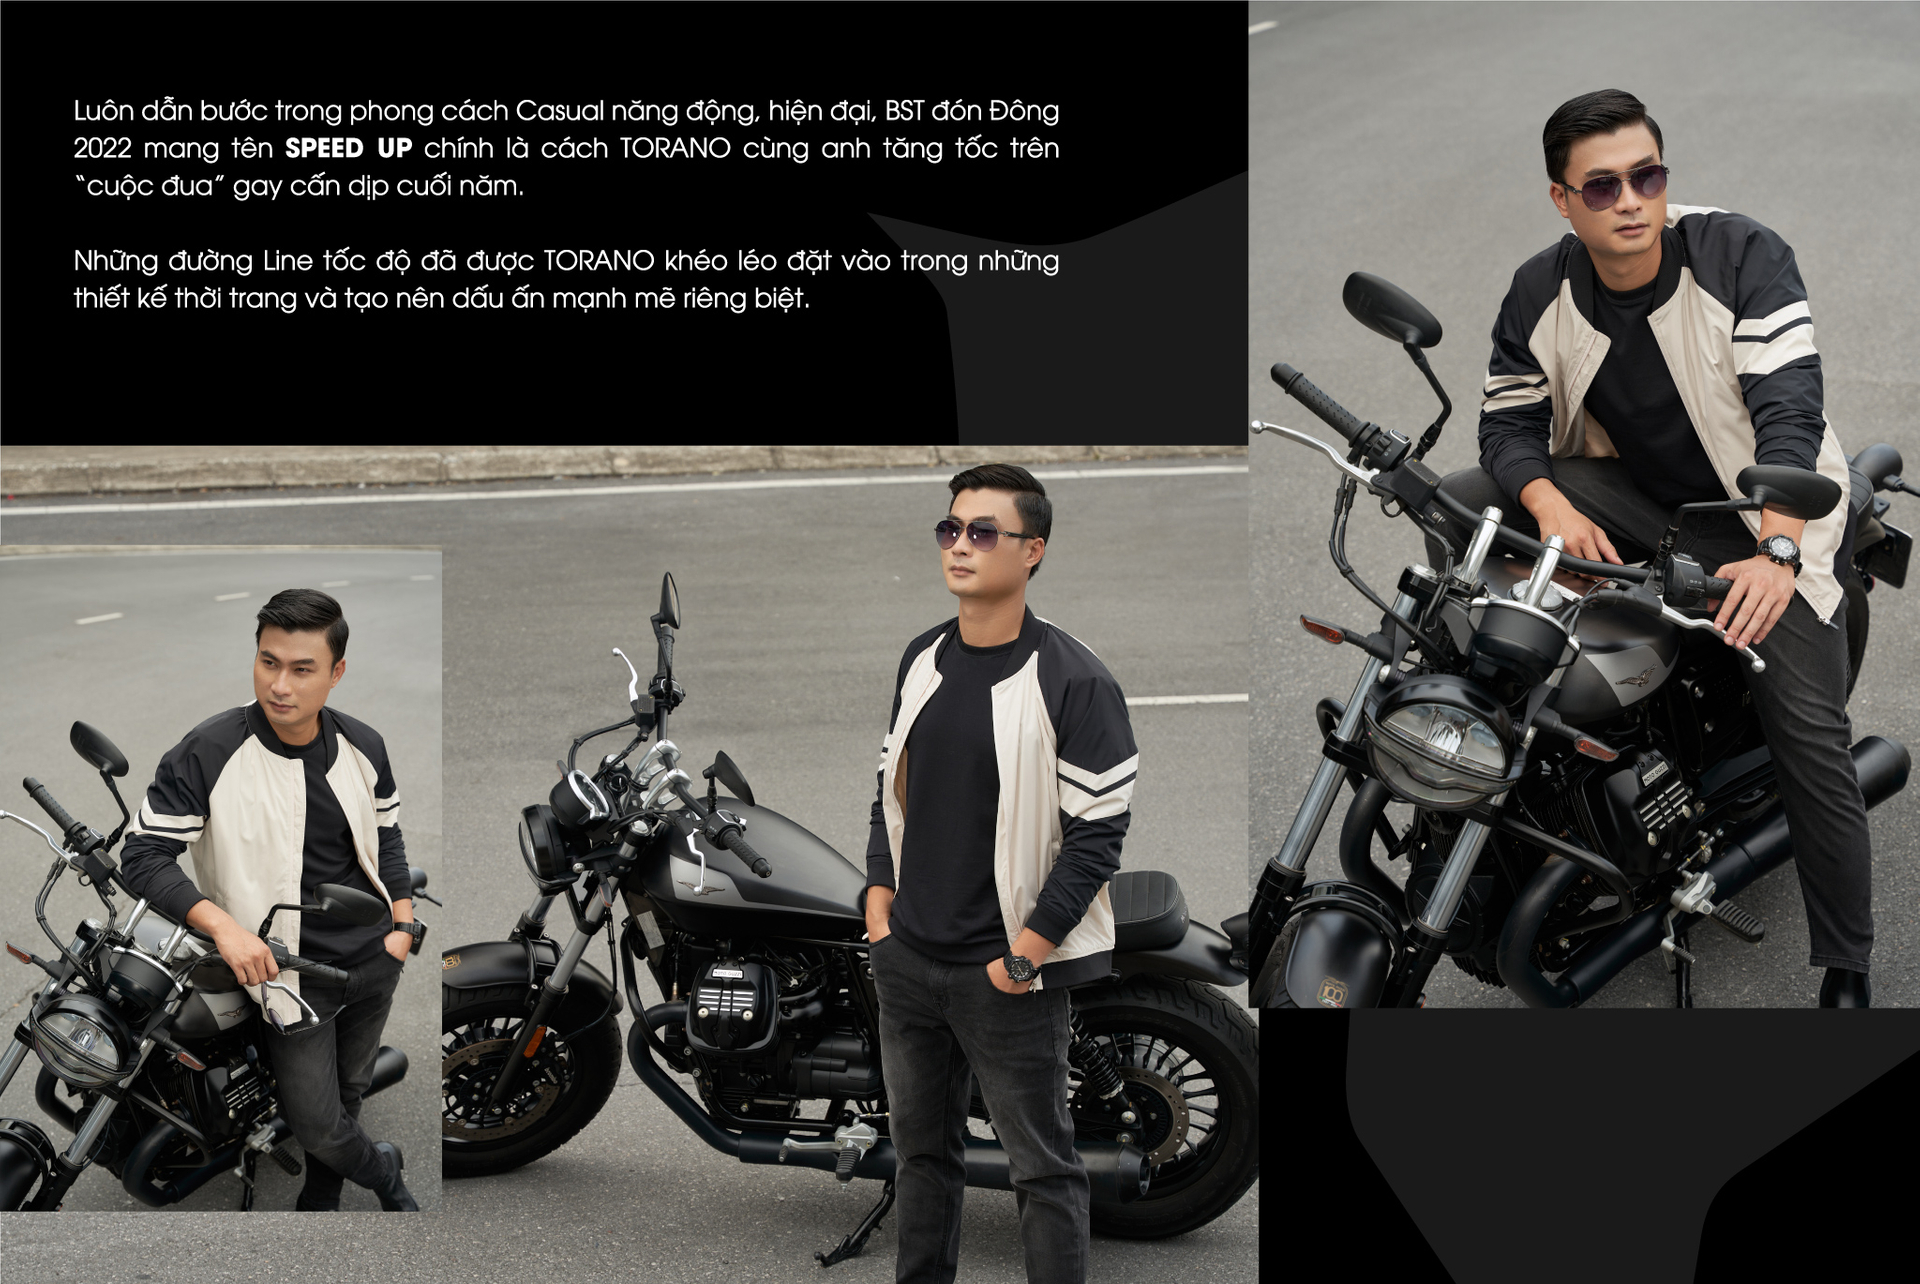 Luôn dẫn bước trong phong cách Casual năng động, hiện đại, BST đón Đông
2022 mang tên SPEED UP chính là cách TORANO cùng anh tăng tốc trên
“cuộc đua” gay cấn dịp cuối năm.
Những đường Line tốc độ đã được TORANO khéo léo đặt vào trong những
thiết kế thời trang và tạo nên dấu ấn mạnh mẽ riêng biệt.